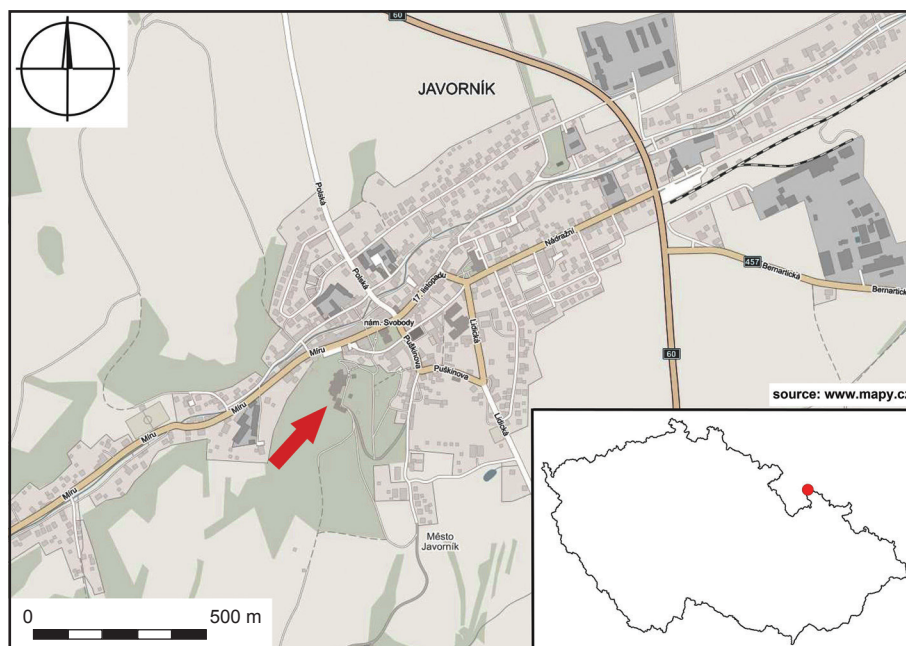 60
JAVORNÍK
Polská
Polská
Nádražní
17. listopadu
457
Bernartická
Bernartick
nám. Svobody
Lidická
Míru
Puškinova
60
Puškinova
Míru
source: www.mapy.cz
Lidická
Míru
Míru
Město
Javorník
0
500 m